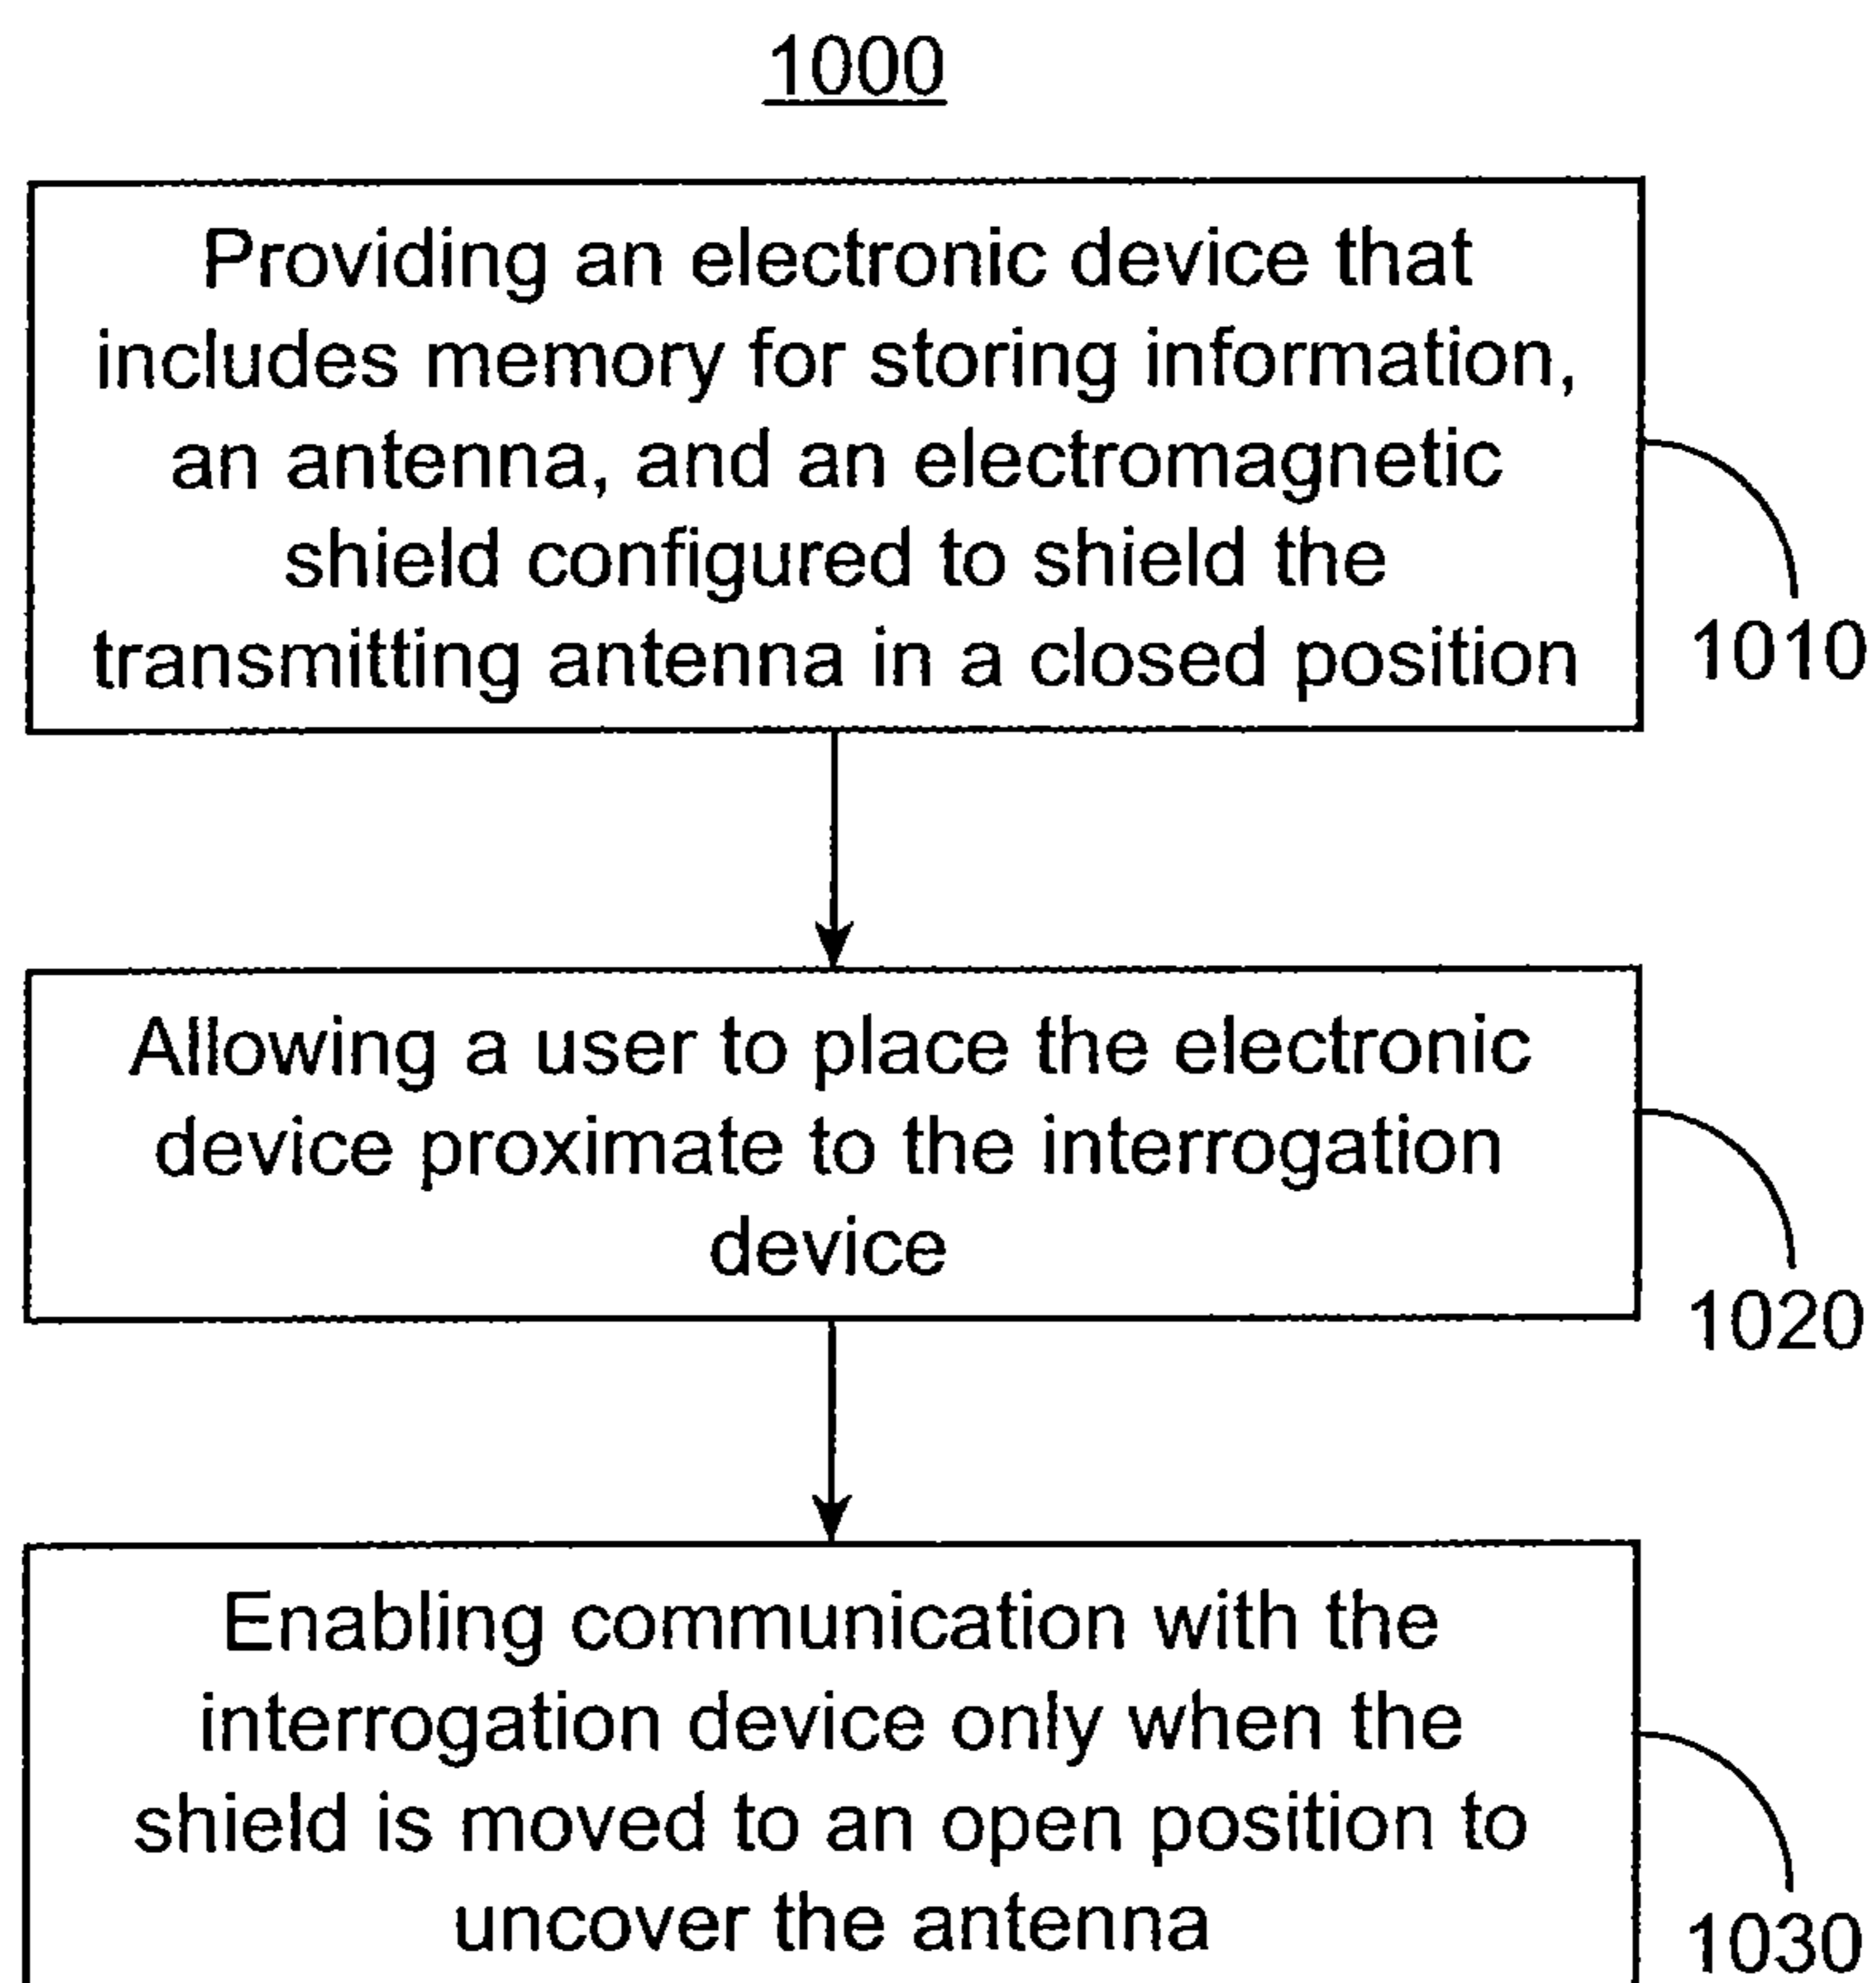 1000
Providing an electronic device that
includes memory for storing information,
an antenna, and an electromagnetic
shield configured to shield the
transmitting antenna in a closed position
1010
Allowing a user to place the electronic
device proximate to the interrogation
device
1020
Enabling communication with the
interrogation device only when the
shield is moved to an open position to
uncover the antenna
1030